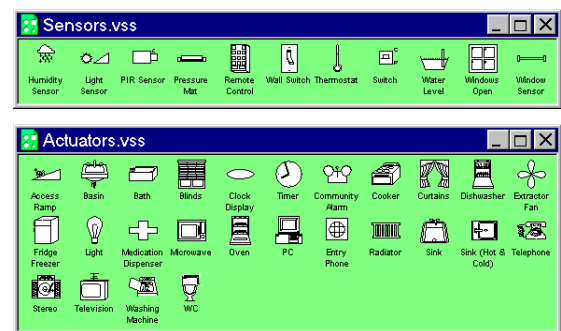 Sensors.vss
Humidity Sensor
Light Sensor
PIR Sensor
Pressure Mat
Remote Control
Wall Switch
Thermostat
Switch
Water Level
Windows Open
Window Sensor
Actuators.vss
Access Ramp
Basin
Bath
Blinds
Clock Display
Timer
Community Alarm
Cooker
Curtains
Dishwasher
Extractor Fan
Fridge Freezer
Light
Medication Dispenser
Microwave
Oven
PC
Entry Phone
Radiator
Sink
Sink (Hot & Cold)
Telephone
Stereo
Television
Washing Machine
WC